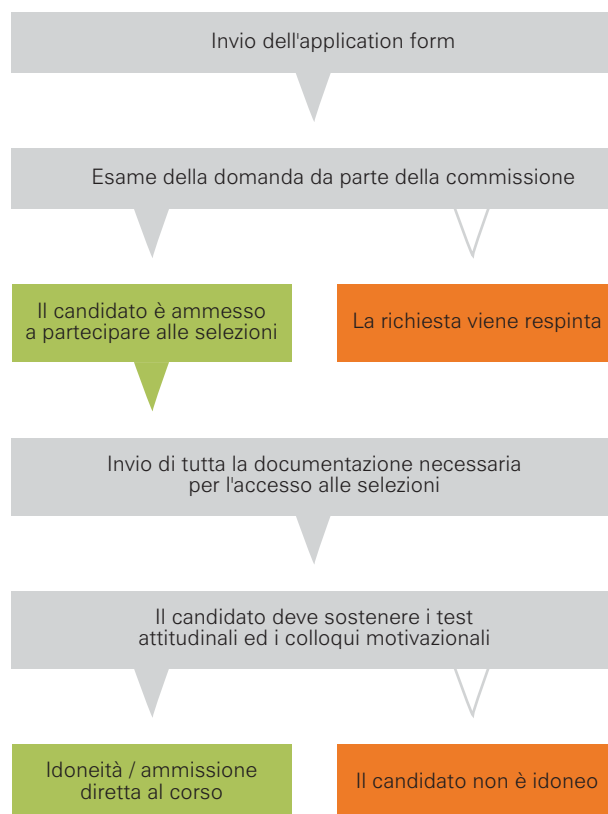 Invio dell'application form
Esame della domanda da parte della commissione
Il candidato è ammesso
a partecipare alle selezioni
La richiesta viene respinta
Invio di tutta la documentazione necessaria
per l'accesso alle selezioni
Il candidato deve sostenere i test
attitudinali ed i colloqui motivazionali
Idoneità / ammissione
diretta al corso
Il candidato non è idoneo